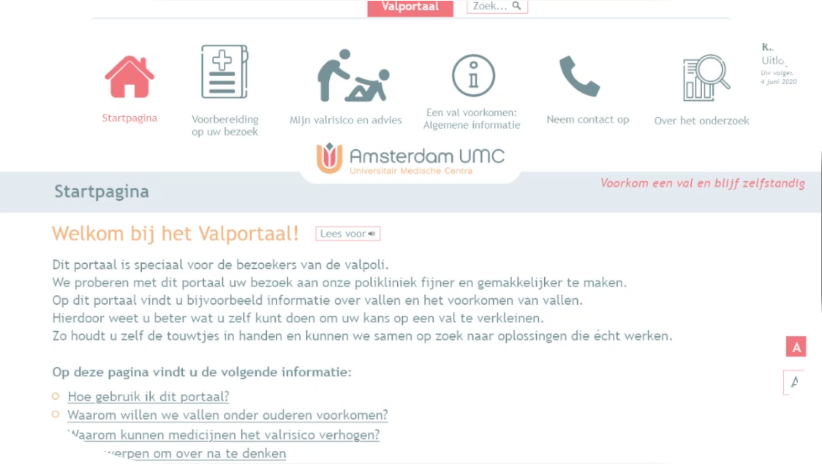 Valportaal
Zoek...
Uw volger
4 juni 2020
Startpagina
Voorbereiding
op uw bezoek
Mijn valrisico en advies
Een val voorkomen:
Algemene informatie
Neem contact op
Over het onderzoek
Amsterdam UMC
Universitair Medische Centra
Startpagina
Voorkom een val en blijf zelfstandig
Welkom bij het Valportaal!
Lees voor
Dit portaal is speciaal voor de bezoekers van de valpoli.
We proberen met dit portaal uw bezoek aan onze polikliniek fijner en gemakkelijker te maken.
Op dit portaal vindt u bijvoorbeeld informatie over vallen en het voorkomen van vallen.
Hierdoor weet u beter wat u zelf kunt doen om uw kans op een val te verkleinen.
Zo houdt u zelf de touwtjes in handen en kunnen we samen op zoek naar oplossingen die écht werken.
A
A
Op deze pagina vindt u de volgende informatie:
Hoe gebruik ik dit portaal?
Waarom willen we vallen onder ouderen voorkomen?
Waarom kunnen medicijnen het valrisico verhogen?
om over na te denken